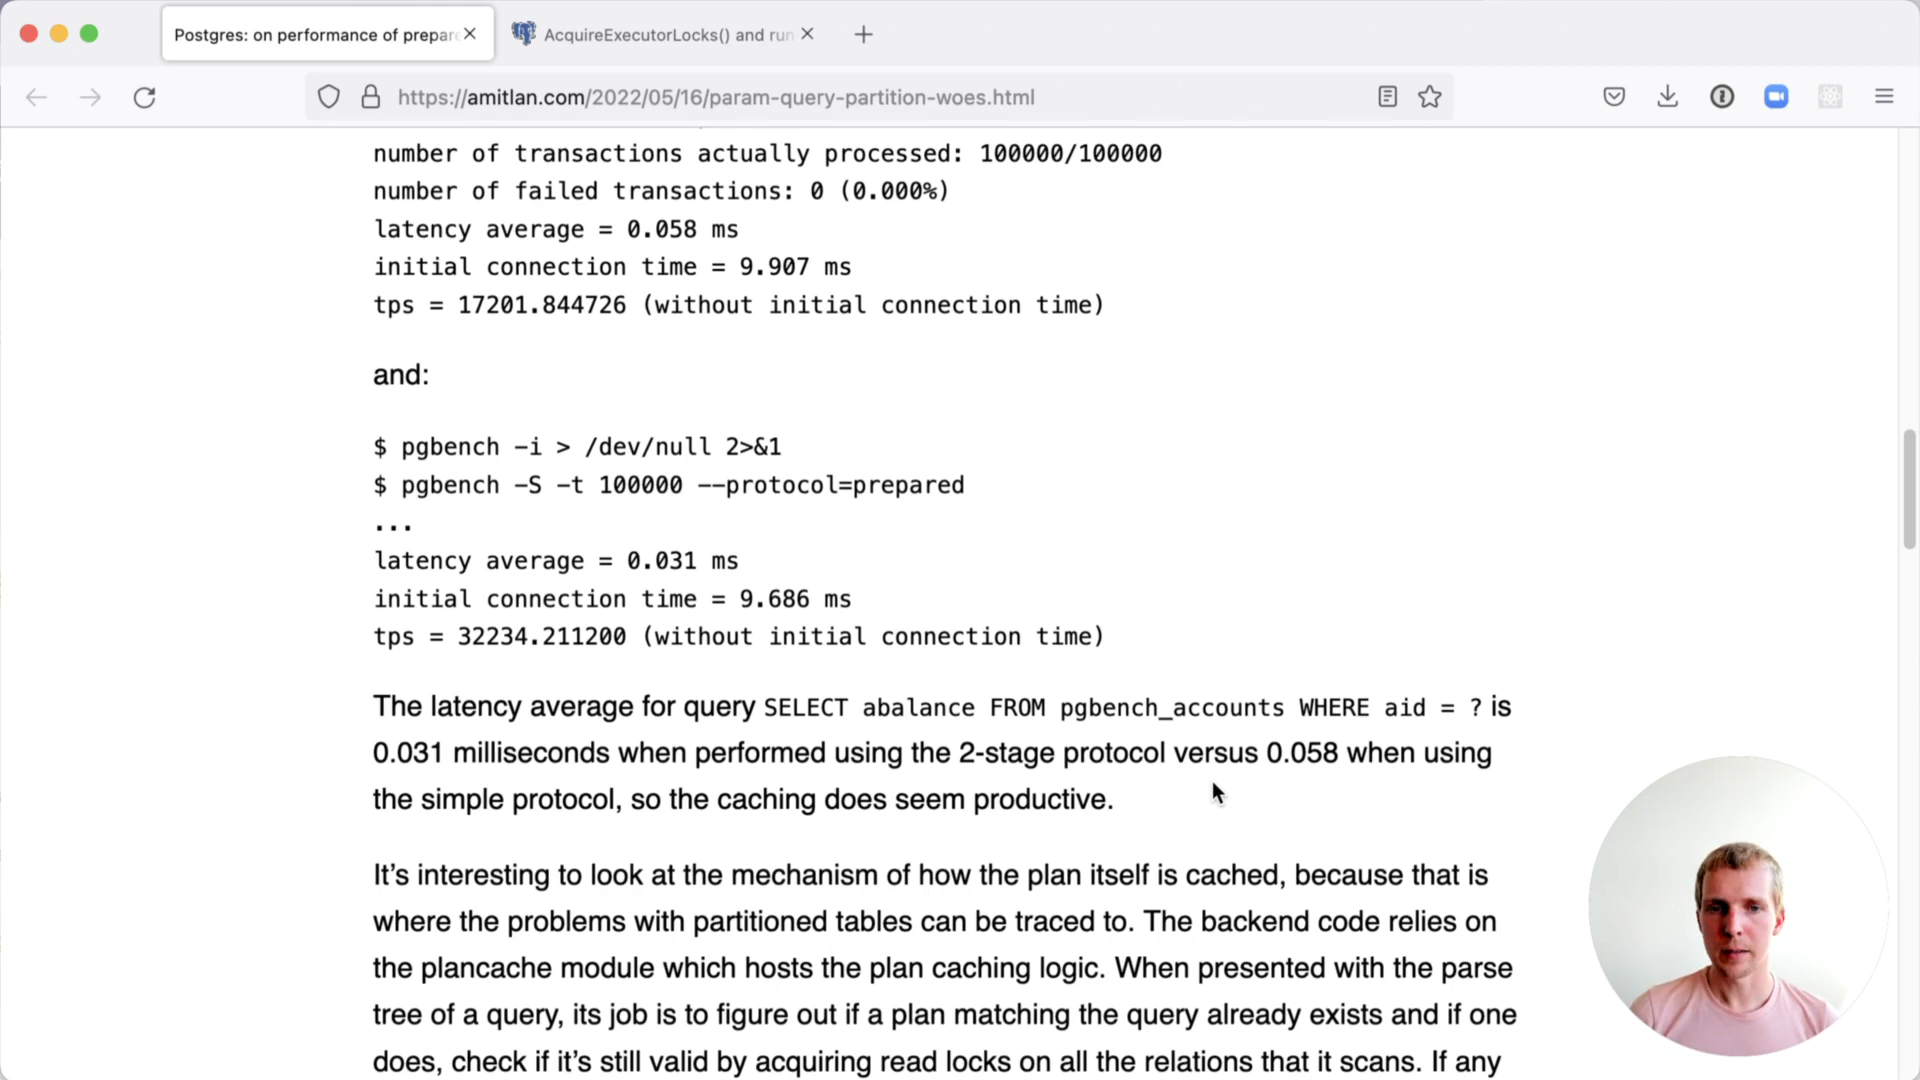 Postgres: on performance of prepar
AcquireExecutorLocks() and run
https://amitlan.com/2022/05/16/param-query-partition-woes.html
number of transactions actually processed: 100000/100000
number of failed transactions: 0 (0.000%)
latency average = 0.058 ms
initial connection time = 9.907 ms
tps = 17201.844726 (without initial connection time)
and:
$ pgbench -i > /dev/null 2>&1
$ pgbench -S -t 100000 --protocol=prepared
...
latency average = 0.031 ms
initial connection time = 9.686 ms
tps = 32234.211200 (without initial connection time)
The latency average for query SELECT abalance FROM pgbench_accounts WHERE aid = ? is
0.031 milliseconds when performed using the 2-stage protocol versus 0.058 when using
the simple protocol, so the caching does seem productive.
It’s interesting to look at the mechanism of how the plan itself is cached, because that is
where the problems with partitioned tables can be traced to. The backend code relies on
the plancache module which hosts the plan caching logic. When presented with the parse
tree of a query, its job is to figure out if a plan matching the query already exists and if one
does, check if it’s still valid by acquiring read locks on all the relations that it scans. If any